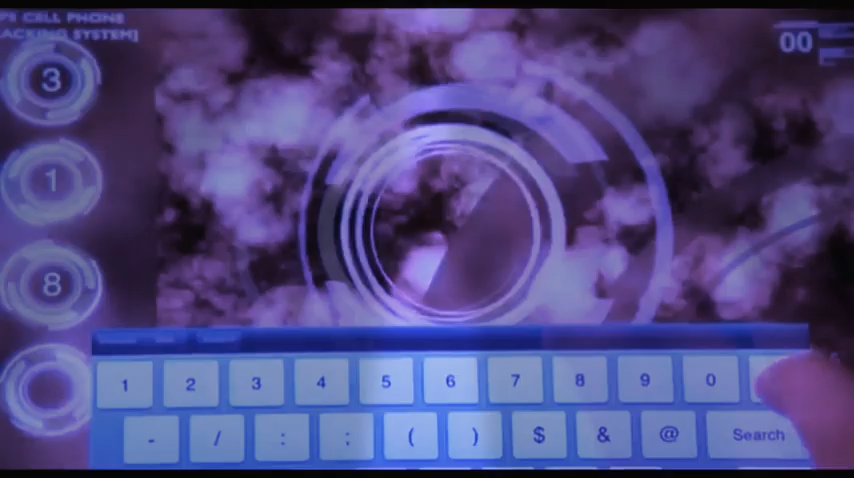 CELL PHONE
SYSTEM]
00
3
1
8
1 2 3 4 5 6 7 8 9 0
- / : ; ( ) $ & @ Search